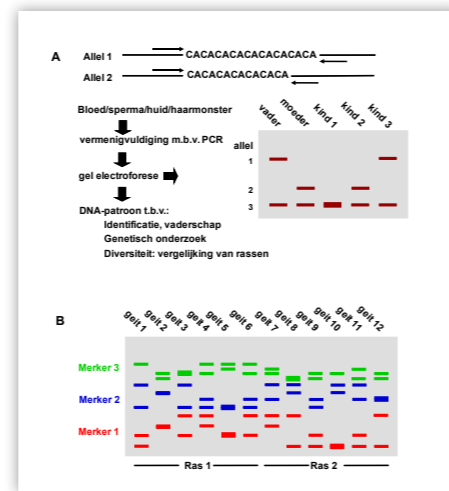 A
Allel 1 CACACACACACACACACA
Allel 2 CACACACACACACA
Bloed/sperma/huid/haarmonster
vermenigvuldiging m.b.v. PCR
gel electroforese
DNA-patroon t.b.v.:
Identificatie, vaderschap
Genetisch onderzoek
Diversiteit: vergelijking van rassen
vader moeder kind 1 kind 2 kind 3
allel
1
2
3
B
geit 1 geit 2 geit 3 geit 4 geit 5 geit 6 geit 7 geit 8 geit 9 geit 10 geit 11 geit 12
Merker 3
Merker 2
Merker 1
Ras 1 Ras 2